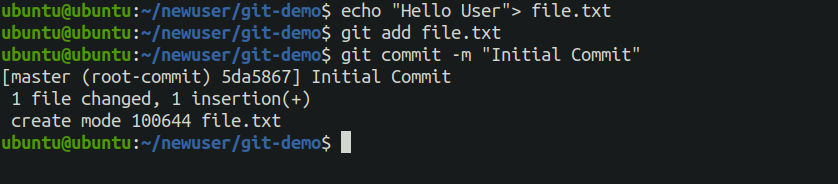 ubuntu@ubuntu:~/newuser/git-demo$ echo "Hello User"> file.txt
ubuntu@ubuntu:~/newuser/git-demo$ git add file.txt
ubuntu@ubuntu:~/newuser/git-demo$ git commit -m "Initial Commit"
[master (root-commit) 5da5867] Initial Commit
 1 file changed, 1 insertion(+)
 create mode 100644 file.txt
ubuntu@ubuntu:~/newuser/git-demo$